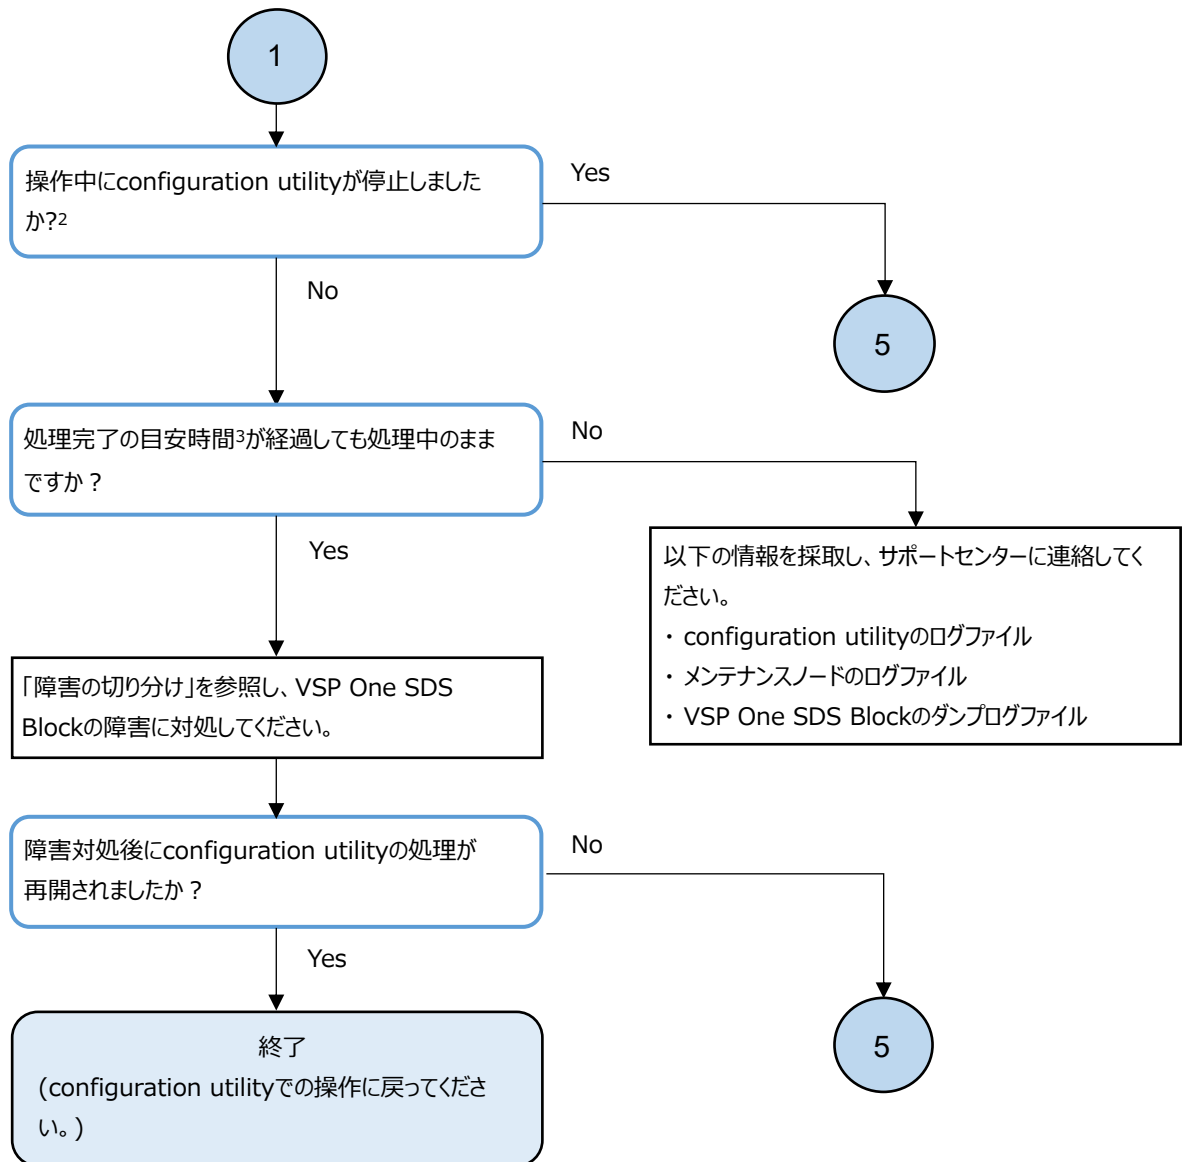 1
操作中にconfiguration utilityが停止しました
か?2
Yes
No
5
処理完了の目安時間3が経過しても処理中のまま
ですか？
No
Yes
以下の情報を採取し、サポートセンターに連絡してく
ださい。
・ configuration utilityのログファイル
・ メンテナンスノードのログファイル
・ VSP One SDS Blockのダンプログファイル
「障害の切り分け」を参照し、VSP One SDS
Blockの障害に対処してください。
障害対処後にconfiguration utilityの処理が
再開されましたか？
No
Yes
5
終了
(configuration utilityでの操作に戻ってくださ
い。)